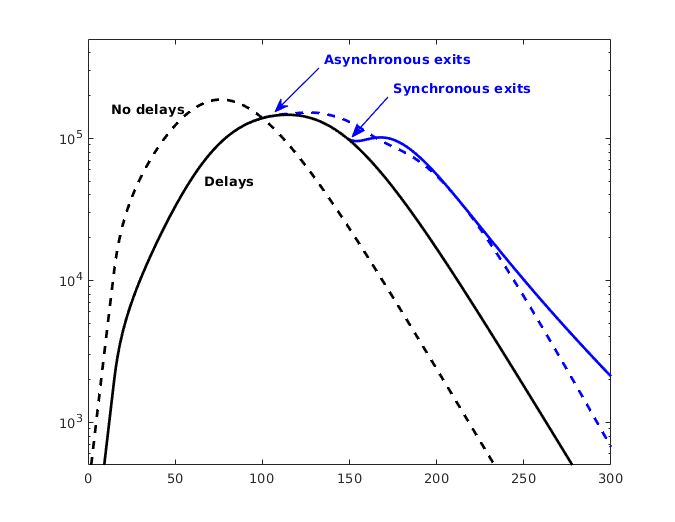 Asynchronous exits
Synchronous exits
No delays
10^5
Delays
10^4
10^3
0 50 100 150 200 250 300